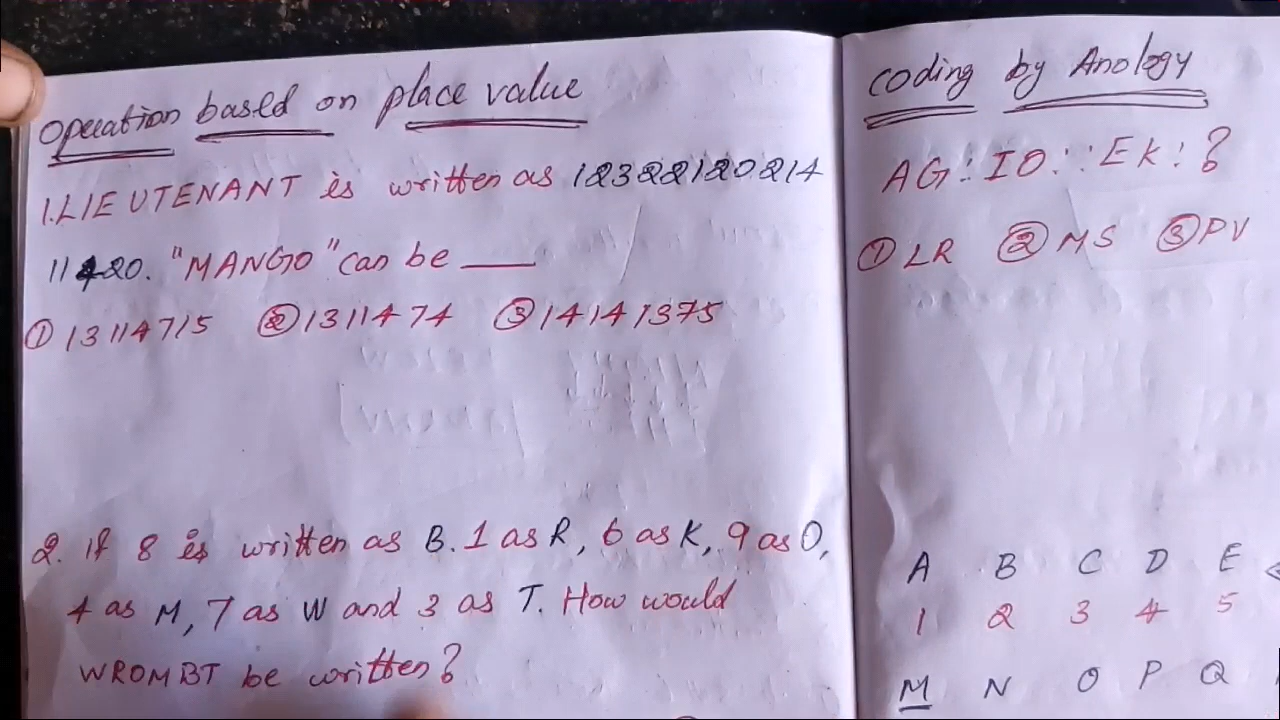 Operation based on place value
1. LIEUTENANT is written as 12322120214
11420. "MANGO" can be ___
① 13114715 ② 1311474 ③ 14141375
2. if 8 is written as B. 1 as R, 6 as K, 9 as O,
4 as M, 7 as W and 3 as T. How would
WROMBT be written?
Coding by Anology
AG : IO :: EK : ?
① LR ② MS ③ PV
A B C D E
1 2 3 4 5
M N O P Q